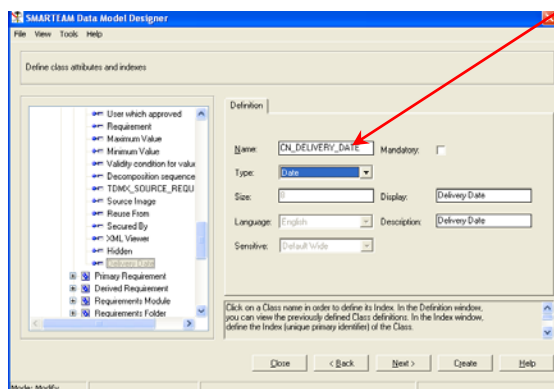 SMARTEAM Data Model Designer
File View Tools Help
Define class attributes and indexes
User which approved
Requirement
Maximum Value
Minimum Value
Validity condition for value
Decomposition sequence
TDMX_SOURCE_REQU
Source Image
Reuse From
Secured By
XML Viewer
Hidden
Delivery Date
Primary Requirement
Derived Requirement
Requirements Module
Requirements Folder
Definition
Name: CN_DELIVERY_DATE Mandatory:
Type: Date
Size: 0 Display: Delivery Date
Language: English Description: Delivery Date
Sensitive: Default Wide
Click on a Class name in order to define its Index. In the Definition window,
you can view the previously defined Class definitions. In the Index window,
define the Index (unique primary identifier) of the Class.
Close < Back Next > Create Help
Mode: Modify